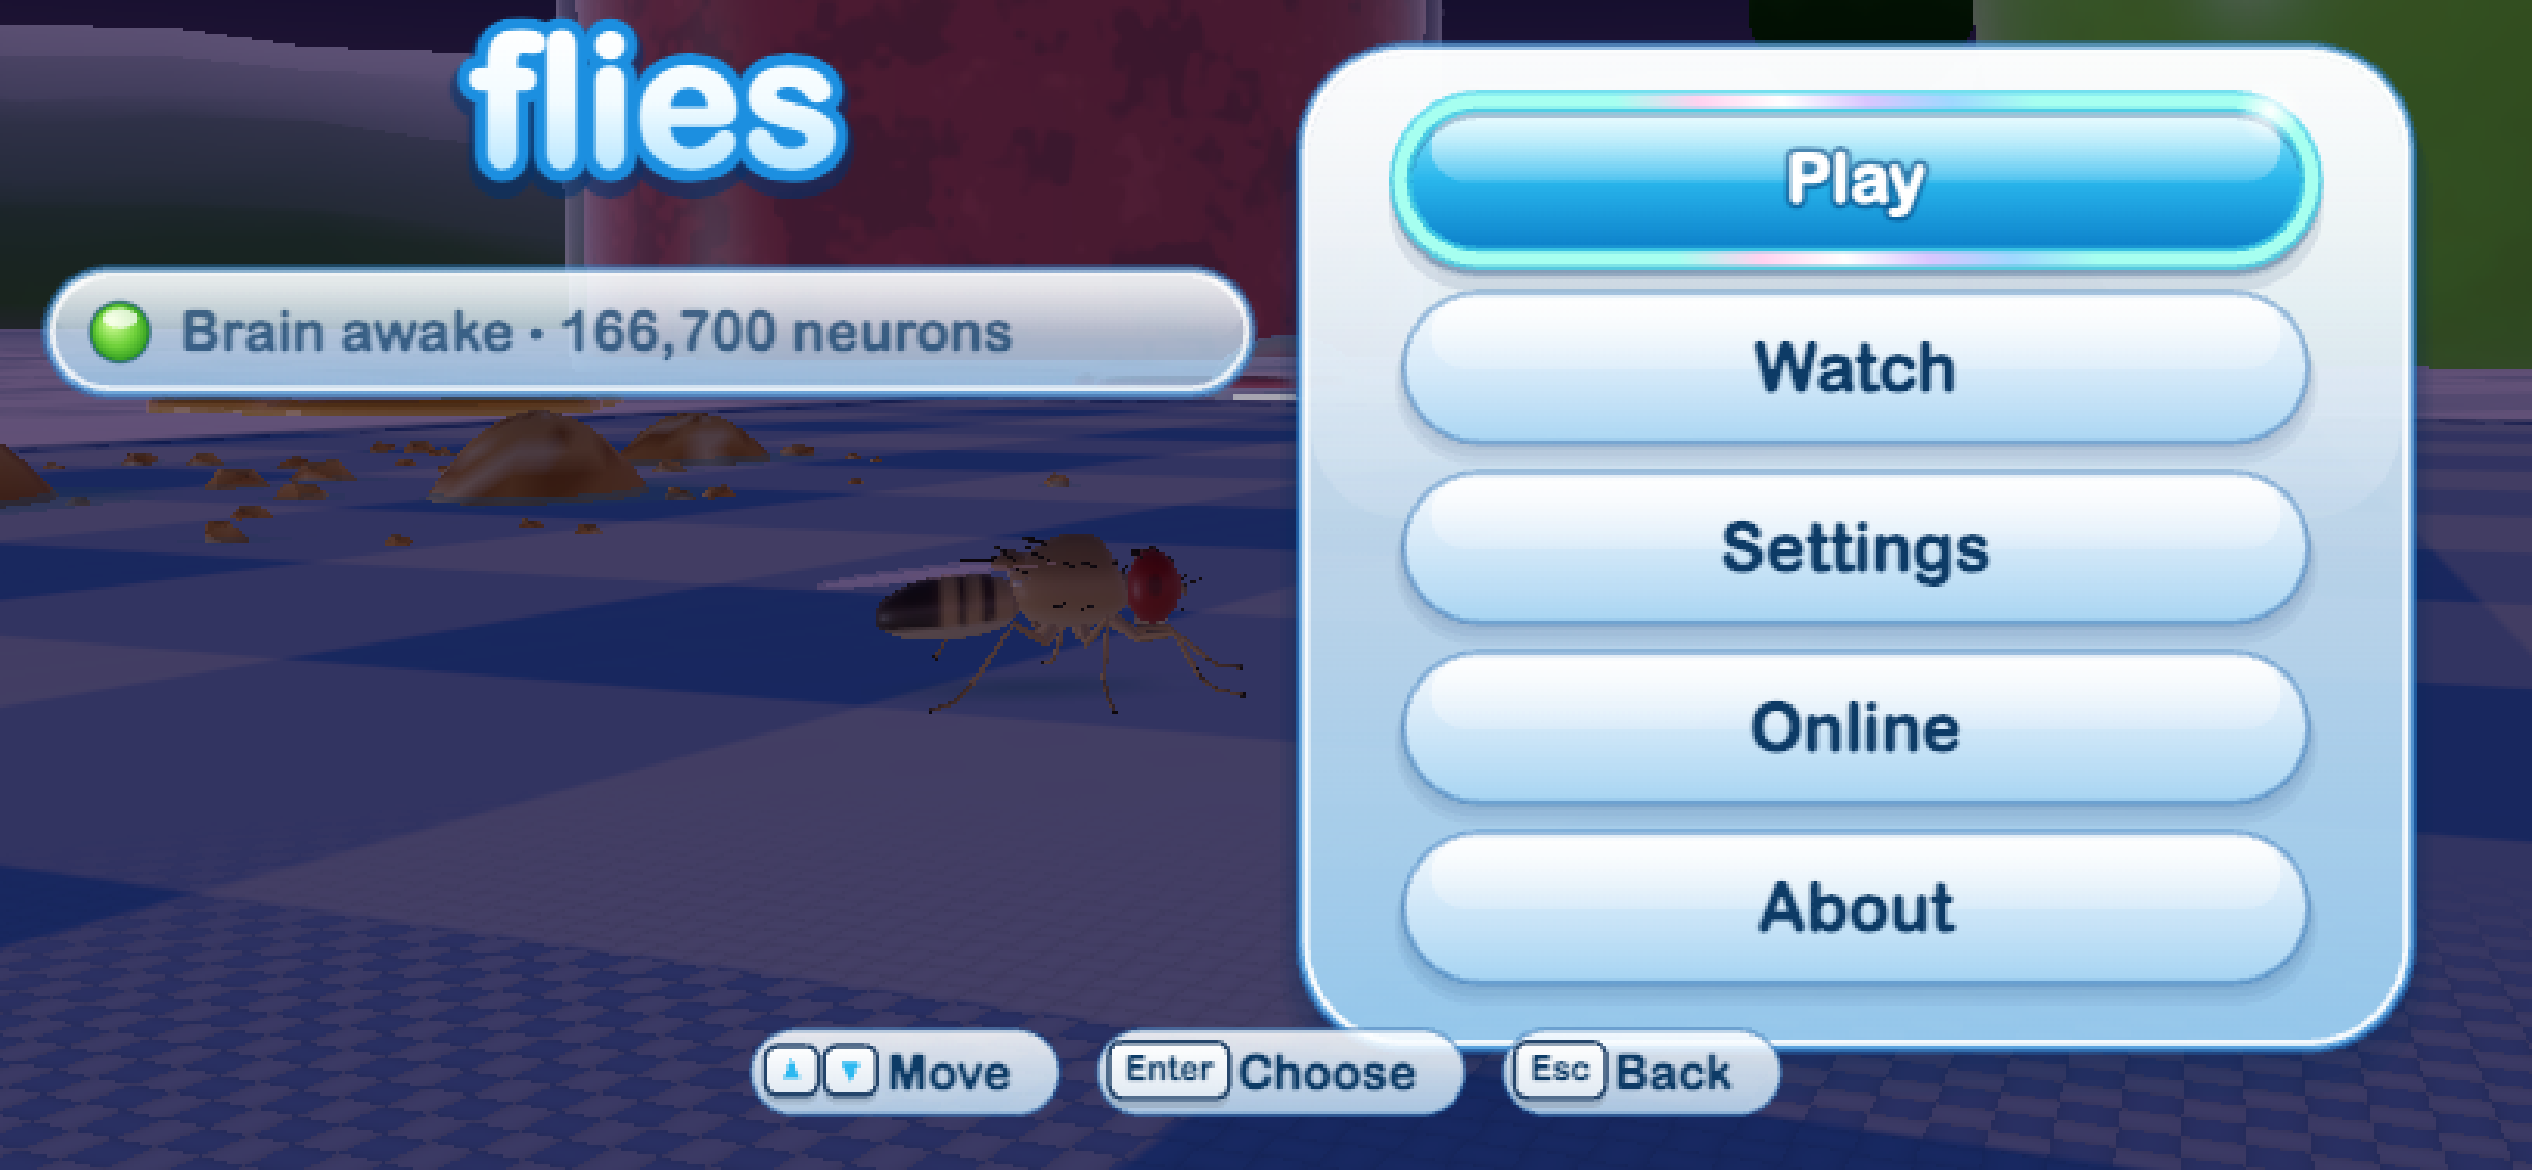 flies
Brain awake · 166,700 neurons
Play
Watch
Settings
Online
About
▲ ▼ Move
Enter Choose
Esc Back